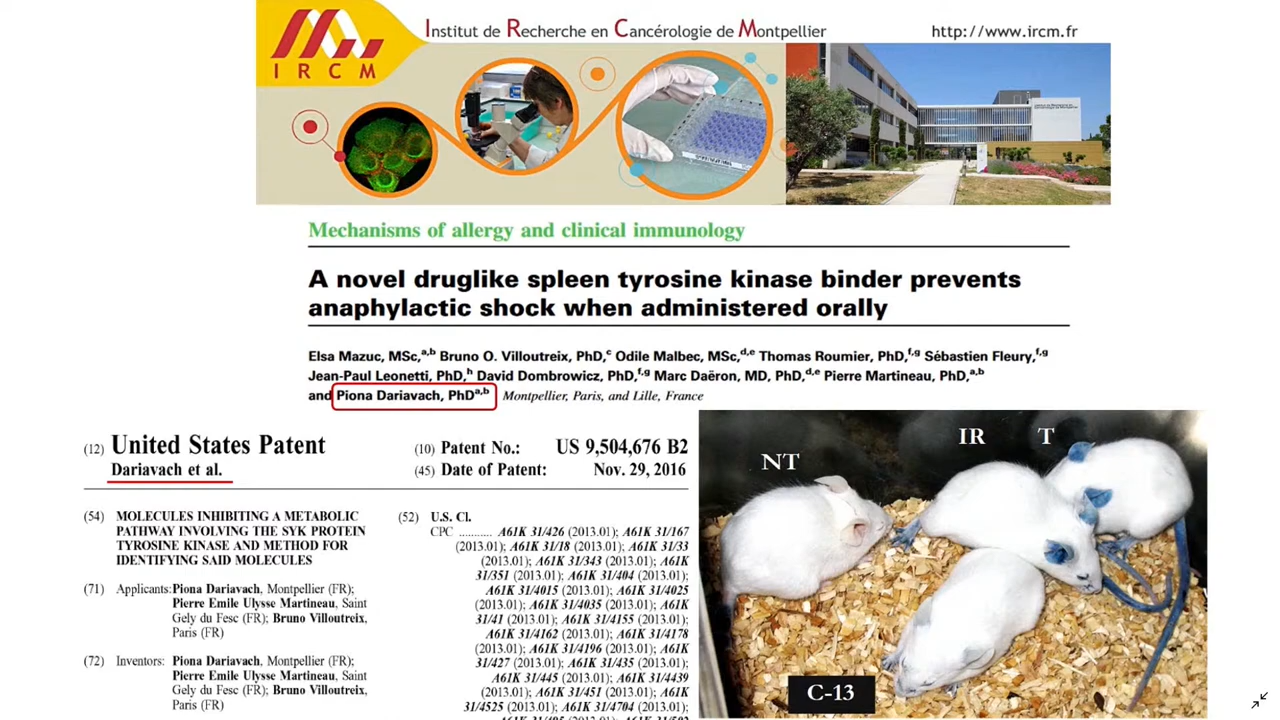 IRCM
Institut de Recherche en Cancérologie de Montpellier
http://www.ircm.fr
Mechanisms of allergy and clinical immunology
A novel druglike spleen tyrosine kinase binder prevents
anaphylactic shock when administered orally
Elsa Mazuc, MSc,a,b Bruno O. Villoutreix, PhD,c Odile Malbec, MSc,d,e Thomas Roumier, PhD,f,g Sébastien Fleury,f,g
Jean-Paul Leonetti, PhD,h David Dombrowicz, PhD,f,g Marc Daëron, MD, PhD,d,e Pierre Martineau, PhD,a,b
and Piona Dariavach, PhDa,b Montpellier, Paris, and Lille, France
(12) United States Patent
Dariavach et al.
(10) Patent No.: US 9,504,676 B2
(45) Date of Patent: Nov. 29, 2016
(54) MOLECULES INHIBITING A METABOLIC
PATHWAY INVOLVING THE SYK PROTEIN
TYROSINE KINASE AND METHOD FOR
IDENTIFYING SAID MOLECULES
(71) Applicants: Piona Dariavach, Montpellier (FR);
Pierre Emile Ulysse Martineau, Saint
Gely du Fesc (FR); Bruno Villoutreix,
Paris (FR)
(72) Inventors: Piona Dariavach, Montpellier (FR);
Pierre Emile Ulysse Martineau, Saint
Gely du Fesc (FR); Bruno Villoutreix,
Paris (FR)
(52) U.S. Cl.
CPC .......... A61K 31/426 (2013.01); A61K 31/167
(2013.01); A61K 31/18 (2013.01); A61K 31/33
(2013.01); A61K 31/343 (2013.01); A61K
31/351 (2013.01); A61K 31/404 (2013.01);
A61K 31/4015 (2013.01); A61K 31/4025
(2013.01); A61K 31/4035 (2013.01); A61K
31/41 (2013.01); A61K 31/4155 (2013.01);
A61K 31/4162 (2013.01); A61K 31/4178
(2013.01); A61K 31/4196 (2013.01); A61K
31/427 (2013.01); A61K 31/435 (2013.01);
A61K 31/445 (2013.01); A61K 31/4439
(2013.01); A61K 31/451 (2013.01); A61K
31/4525 (2013.01); A61K 31/4704 (2013.01);
NT
IR
T
C-13